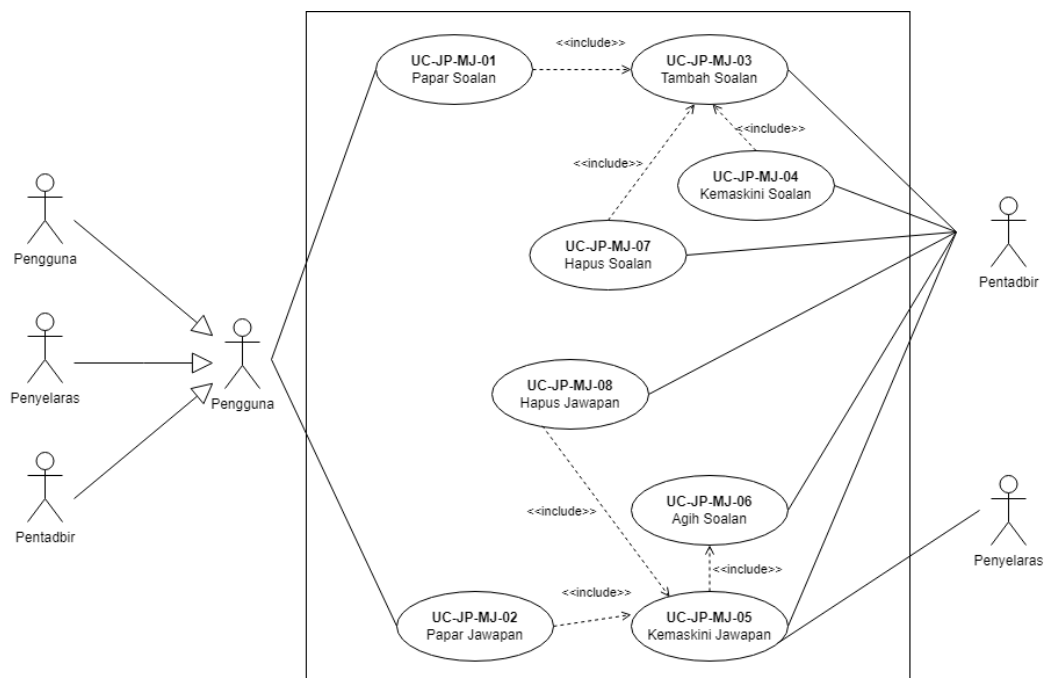 <<include>>
UC-JP-MJ-01
Papar Soalan
UC-JP-MJ-03
Tambah Soalan
<<include>>
<<include>>
UC-JP-MJ-04
Kemaskini Soalan
Pengguna
UC-JP-MJ-07
Hapus Soalan
Pentadbir
Penyelaras
Pengguna
UC-JP-MJ-08
Hapus Jawapan
UC-JP-MJ-06
Agih Soalan
<<include>>
Pentadbir
Penyelaras
<<include>>
<<include>>
UC-JP-MJ-02
Papar Jawapan
UC-JP-MJ-05
Kemaskini Jawapan